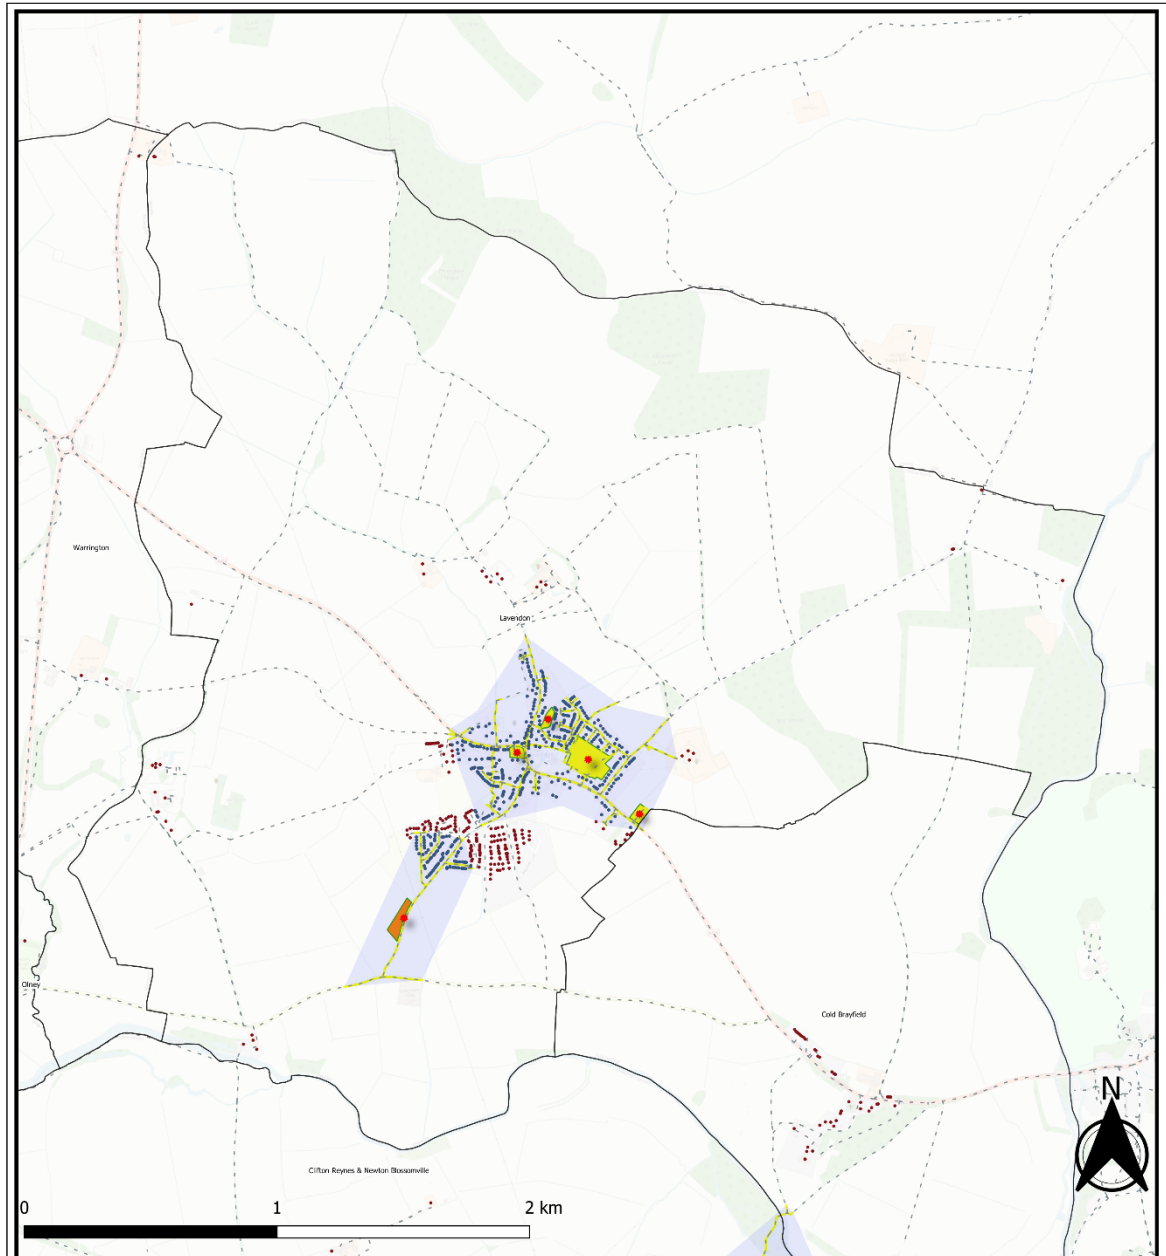 Warrington
Lavendon
Olney
Cold Brayfield
N
Clifton Reynes & Newton Blossomville
0 1 2 km